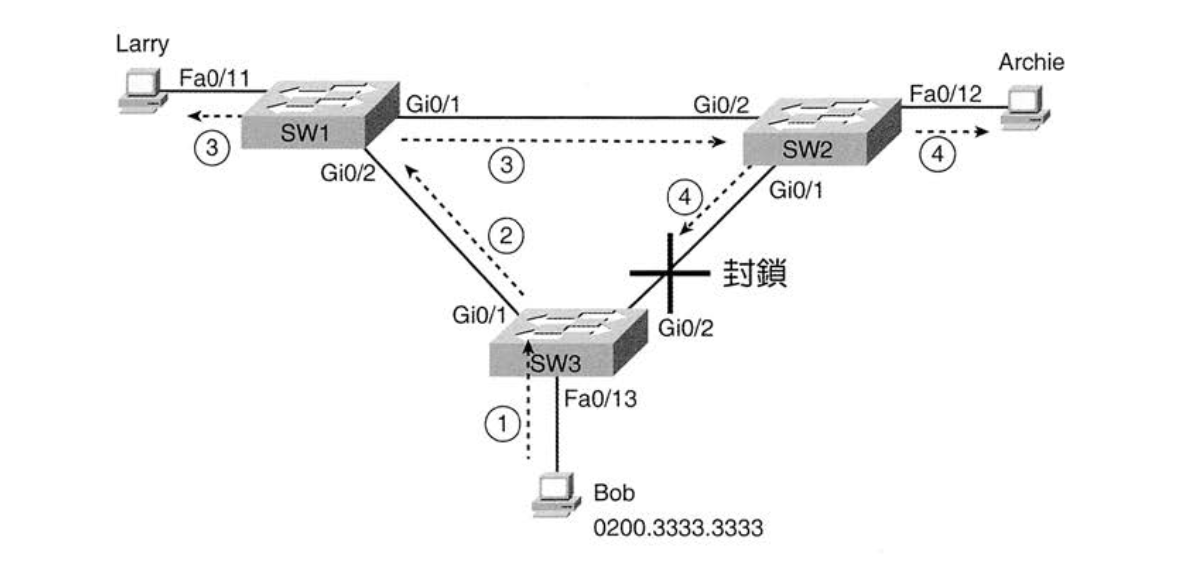 Larry
Archie
Fa0/11
Gi0/1
Gi0/2
Fa0/12
SW1
SW2
③
③
④
Gi0/2
Gi0/1
④
②
封鎖
Gi0/1
Gi0/2
SW3
Fa0/13
①
Bob
0200.3333.3333